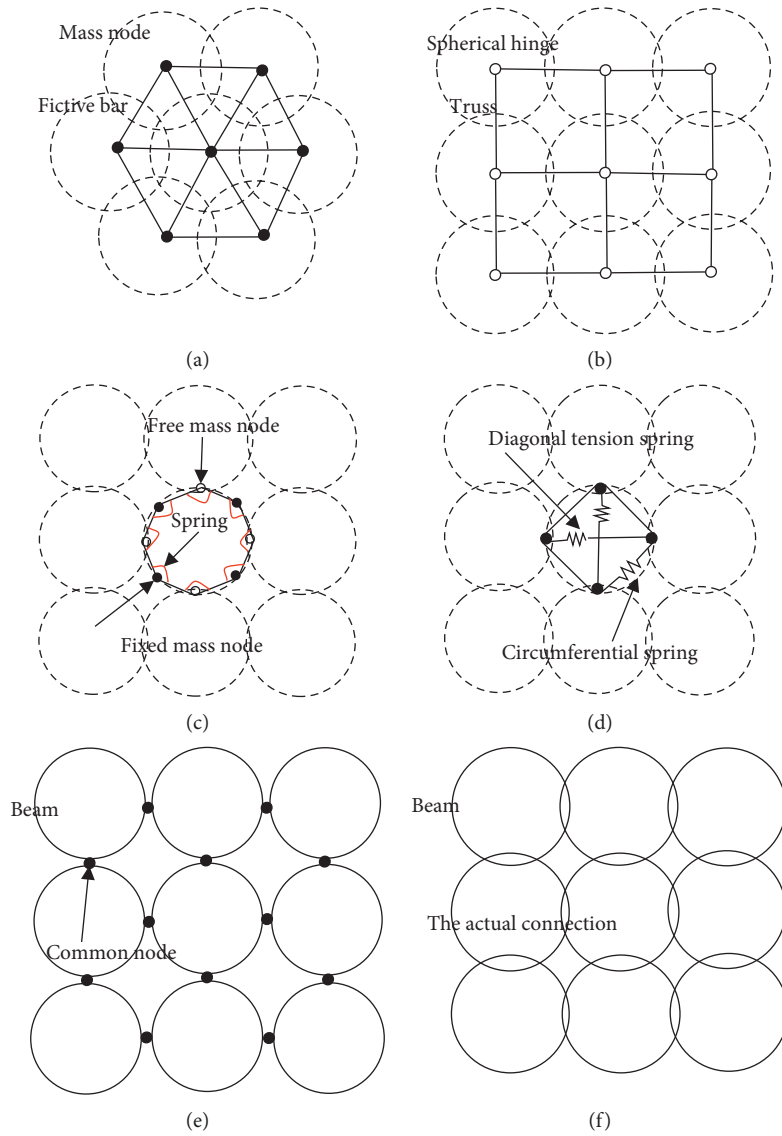 Mass node
Fictive bar
(a)
Spherical hinge
Truss
(b)
Free mass node
Spring
Fixed mass node
(c)
Diagonal tension spring
Circumferential spring
(d)
Beam
Common node
(e)
Beam
The actual connection
(f)